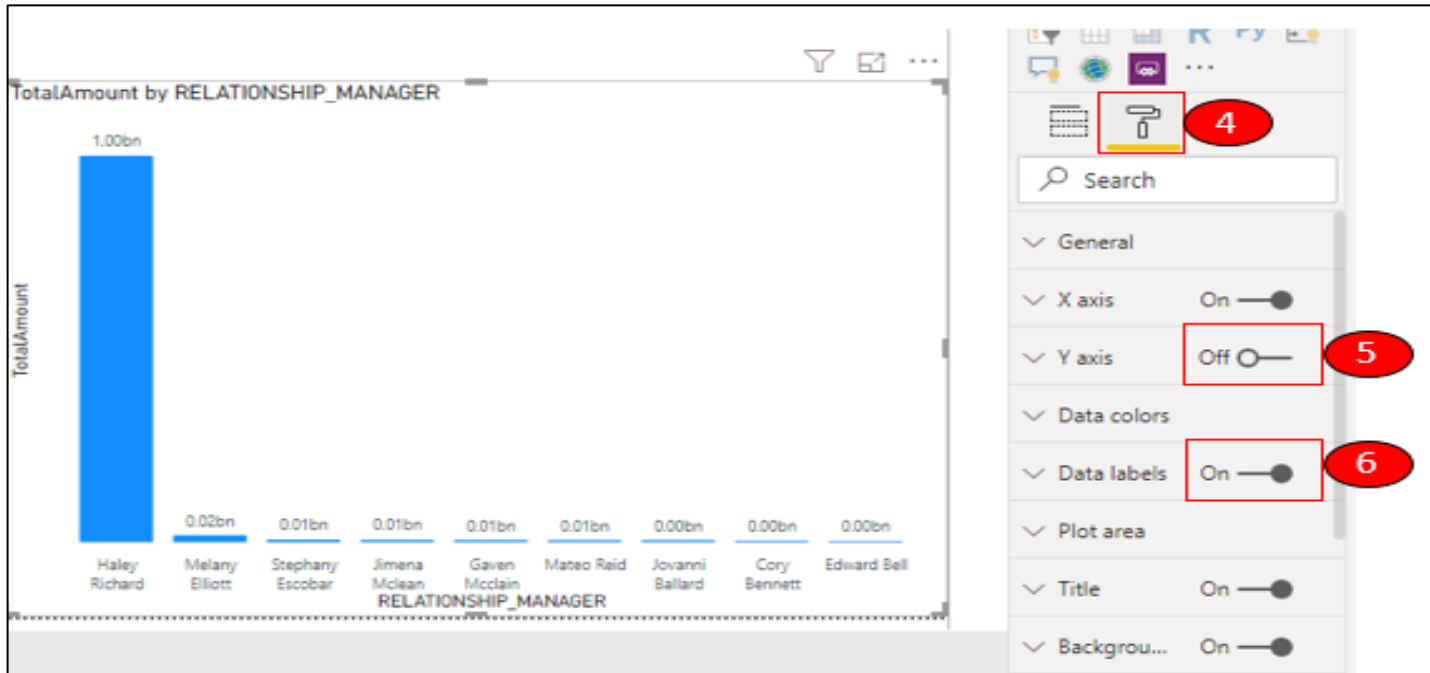 R Py
TotalAmount by RELATIONSHIP_MANAGER
4
1.00bn
Search
General
X axis On
TotalAmount
Y axis Off
5
Data colors
Data labels On
6
0.02bn 0.01bn 0.01bn 0.01bn 0.01bn 0.00bn 0.00bn 0.00bn
Plot area
Haley Melany Stephany Jimena Gaven Mateo Reid Jovanni Cory Edward Bell
Richard Elliott Escobar Mclean Mcclain Ballard Bennett
RELATIONSHIP_MANAGER
Title On
Backgrou... On